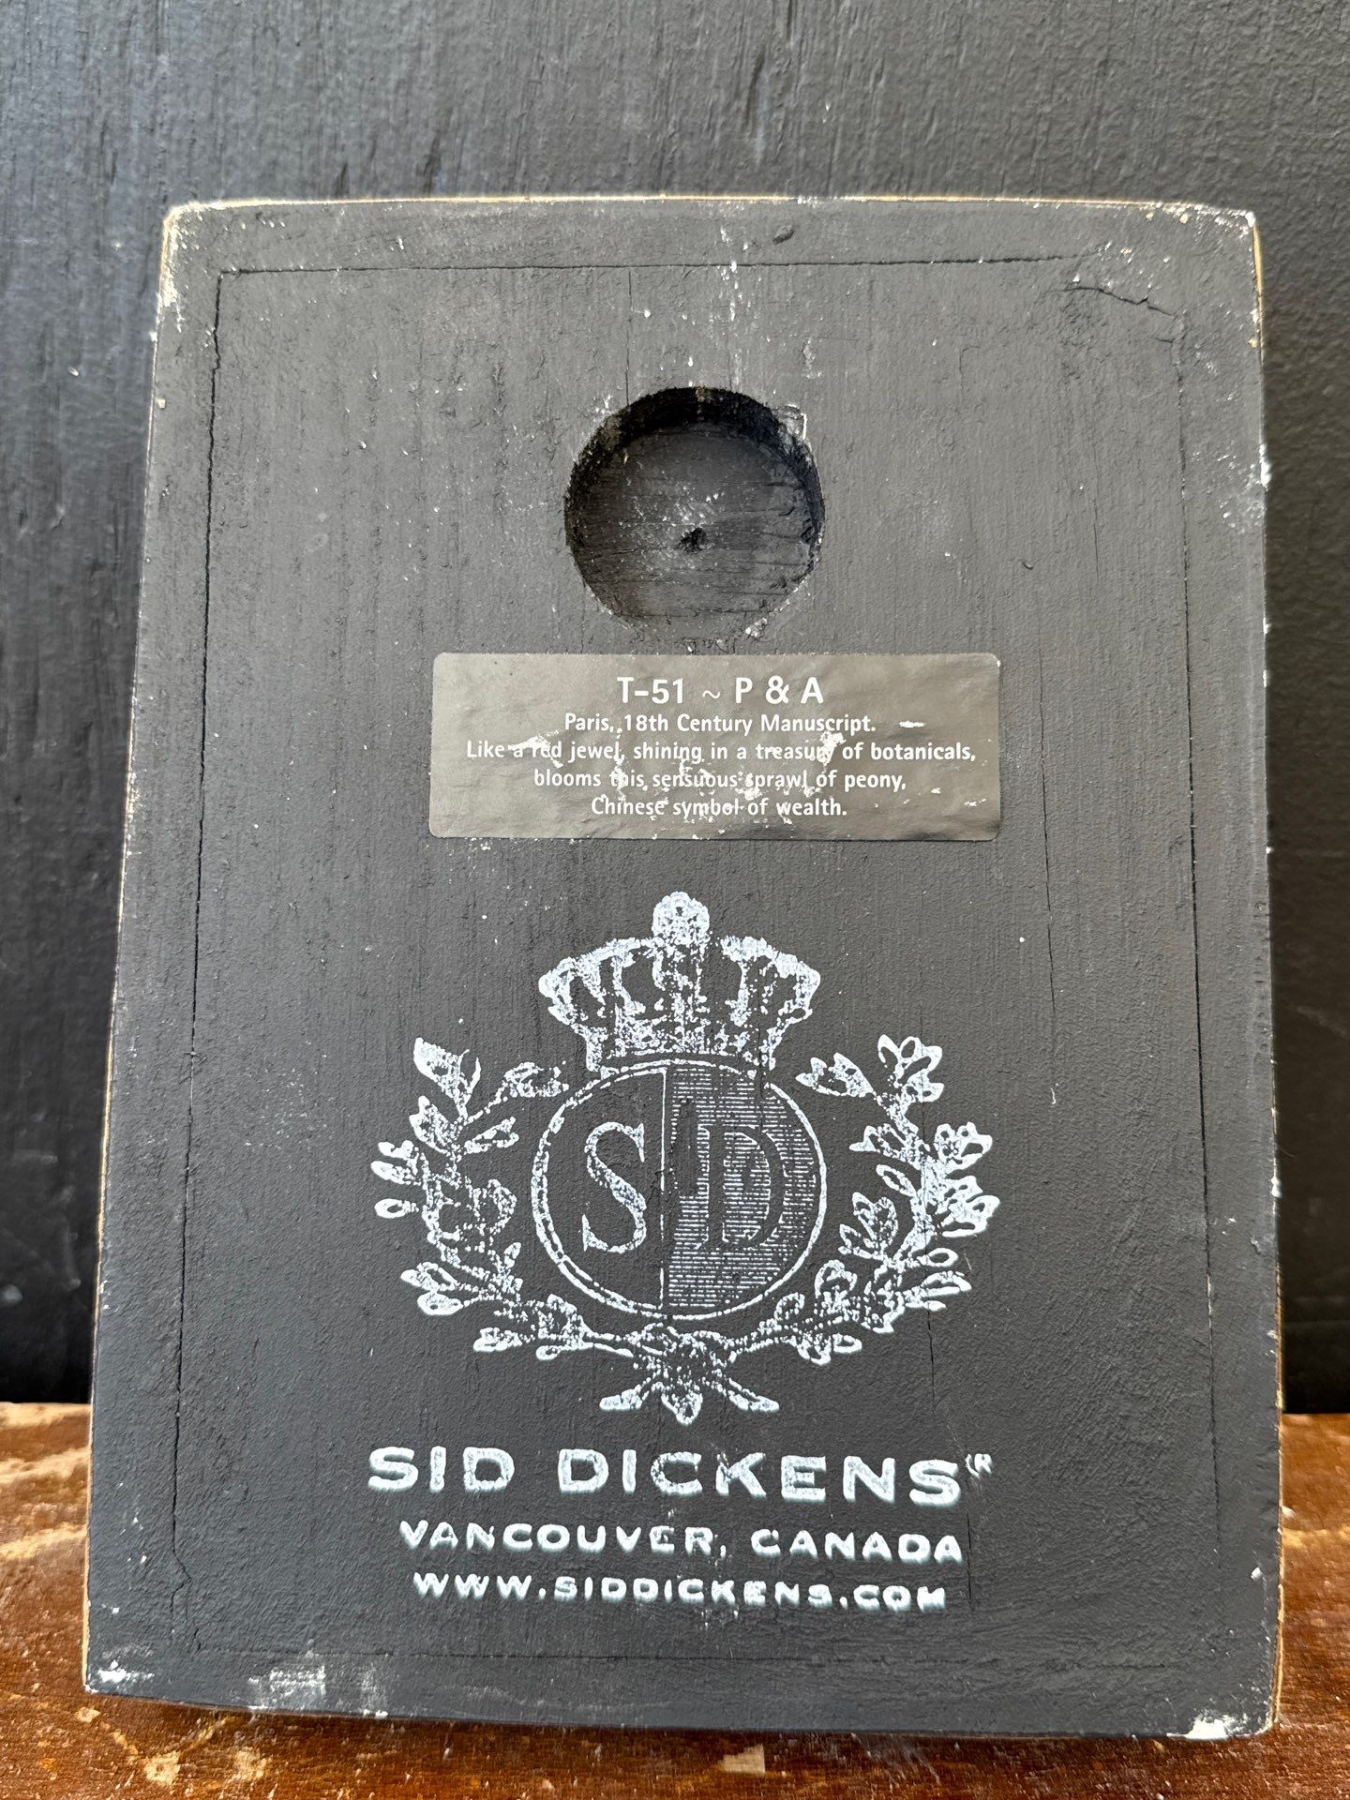 T-51 ~ P & A
Paris, 18th Century Manuscript.
Like a red jewel, shining in a treasury of botanicals,
blooms this sensuous sprawl of peony,
Chinese symbol of wealth.
S D
SID DICKENS®
VANCOUVER, CANADA
WWW.SIDDICKENS.COM